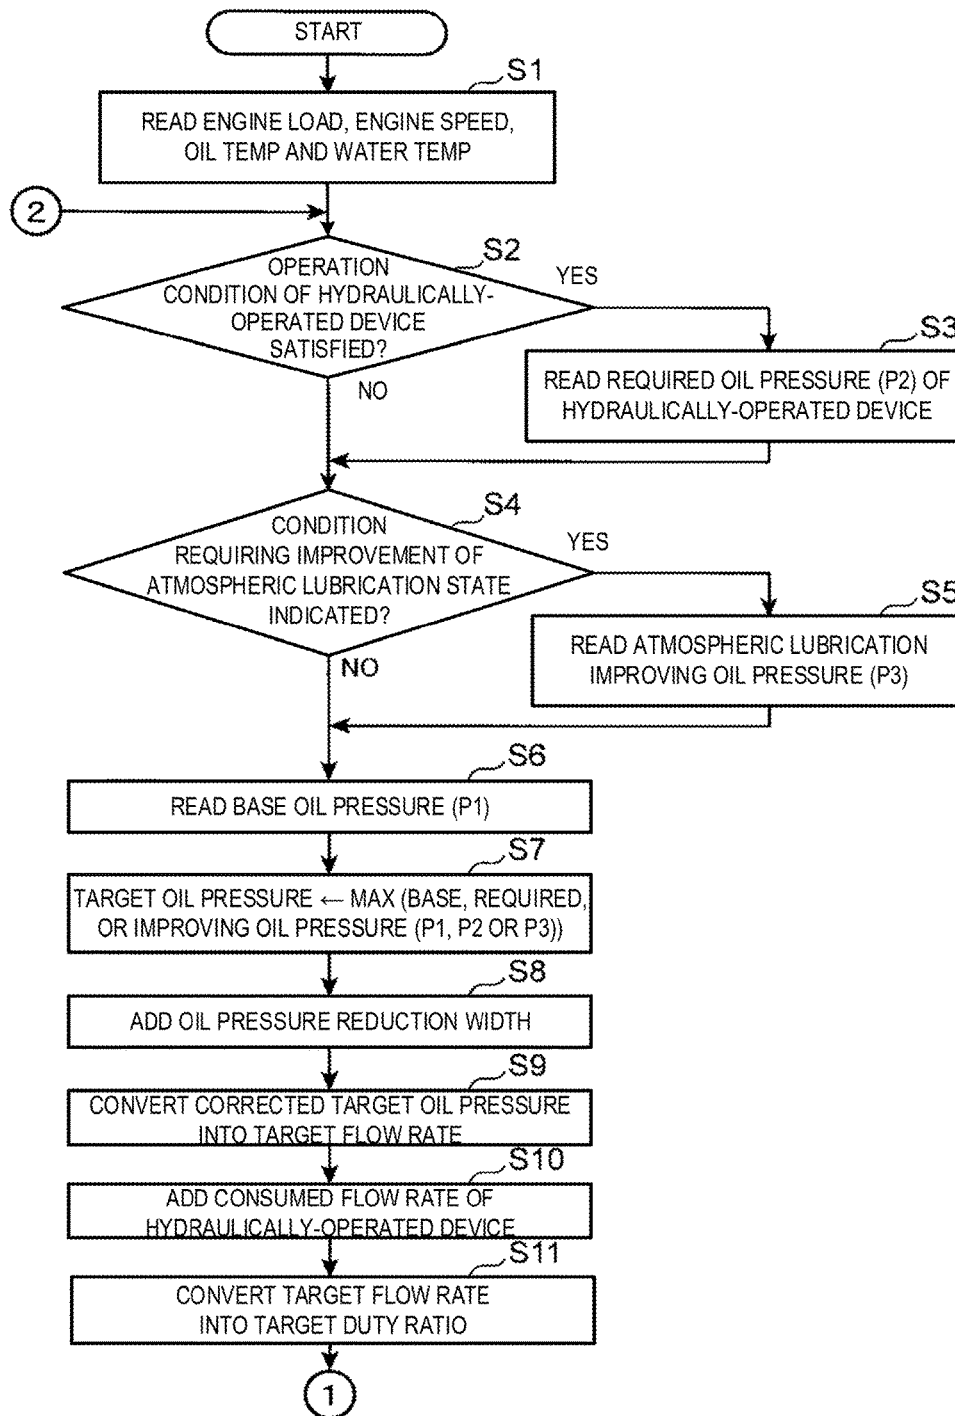 START
S1
READ ENGINE LOAD, ENGINE SPEED,
OIL TEMP AND WATER TEMP
2
S2
OPERATION
CONDITION OF HYDRAULICALLY-
OPERATED DEVICE
SATISFIED?
YES
NO
S3
READ REQUIRED OIL PRESSURE (P2) OF
HYDRAULICALLY-OPERATED DEVICE
S4
CONDITION
REQUIRING IMPROVEMENT OF
ATMOSPHERIC LUBRICATION STATE
INDICATED?
YES
NO
S5
READ ATMOSPHERIC LUBRICATION
IMPROVING OIL PRESSURE (P3)
S6
READ BASE OIL PRESSURE (P1)
S7
TARGET OIL PRESSURE ← MAX (BASE, REQUIRED,
OR IMPROVING OIL PRESSURE (P1, P2 OR P3))
S8
ADD OIL PRESSURE REDUCTION WIDTH
S9
CONVERT CORRECTED TARGET OIL PRESSURE
INTO TARGET FLOW RATE
S10
ADD CONSUMED FLOW RATE OF
HYDRAULICALLY-OPERATED DEVICE
S11
CONVERT TARGET FLOW RATE
INTO TARGET DUTY RATIO
1